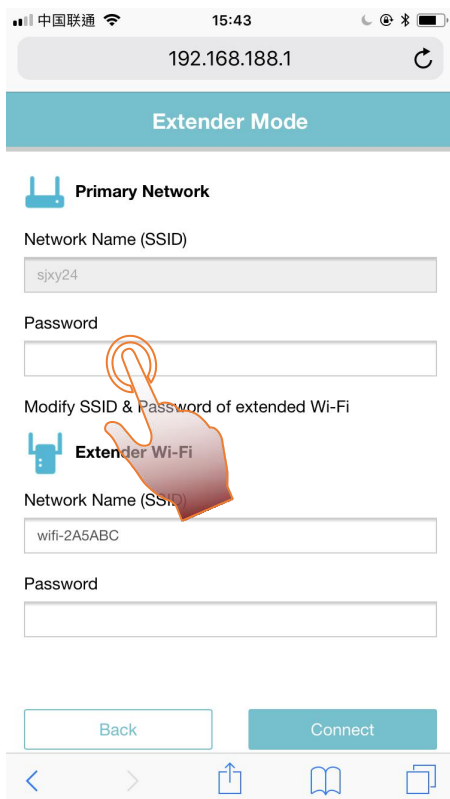 中国联通 15:43
192.168.188.1
Extender Mode
Primary Network
Network Name (SSID)
sjxy24
Password
Modify SSID & Password of extended Wi-Fi
Extender Wi-Fi
Network Name (SSID)
wifi-2A5ABC
Password
Back Connect